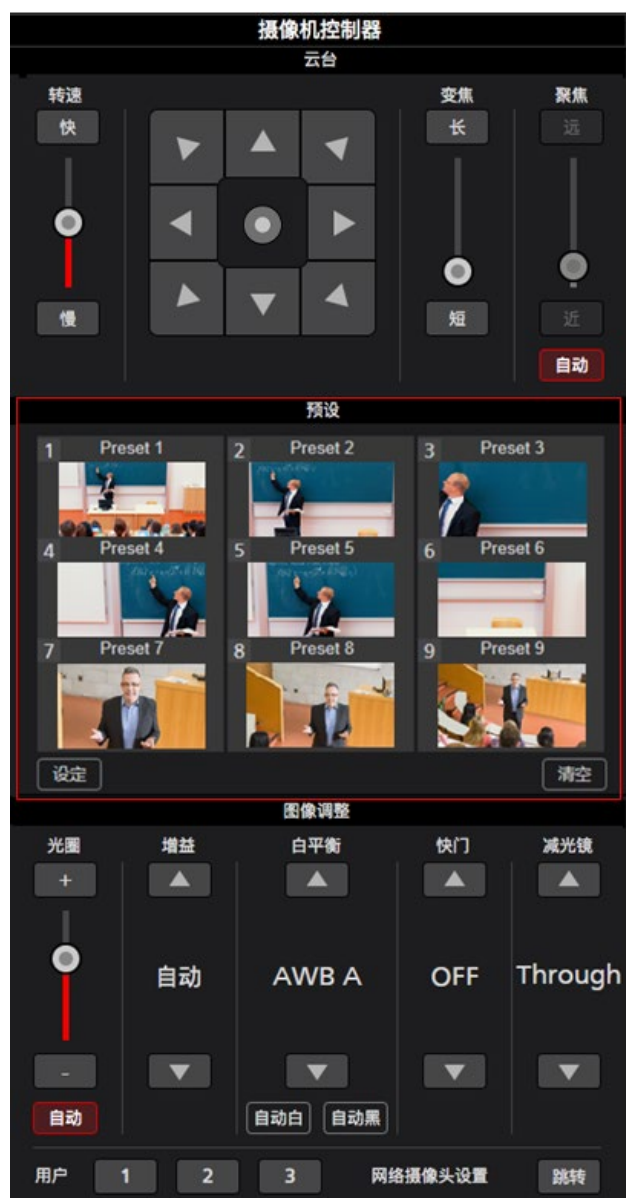 摄像机控制器
云台
转速 变焦 聚焦
快 长 远
慢 短 近
自动
预设
1 Preset 1 2 Preset 2 3 Preset 3
4 Preset 4 5 Preset 5 6 Preset 6
7 Preset 7 8 Preset 8 9 Preset 9
设定 清空
图像调整
光圈 增益 白平衡 快门 减光镜
+
自动 AWB A OFF Through
-
自动 自动白 自动黑
用户 1 2 3 网络摄像头设置 跳转